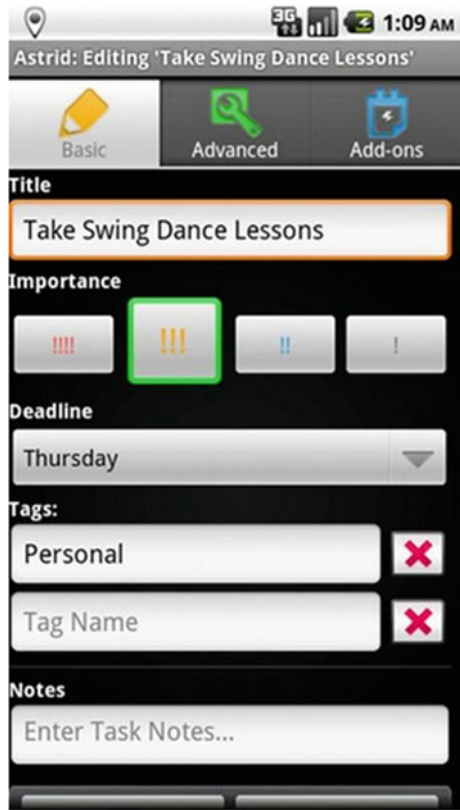 3G 1:09 AM
Astrid: Editing 'Take Swing Dance Lessons'
Basic Advanced Add-ons
Title
Take Swing Dance Lessons
Importance
!!!! !!! !! !
Deadline
Thursday
Tags:
Personal
Tag Name
Notes
Enter Task Notes...